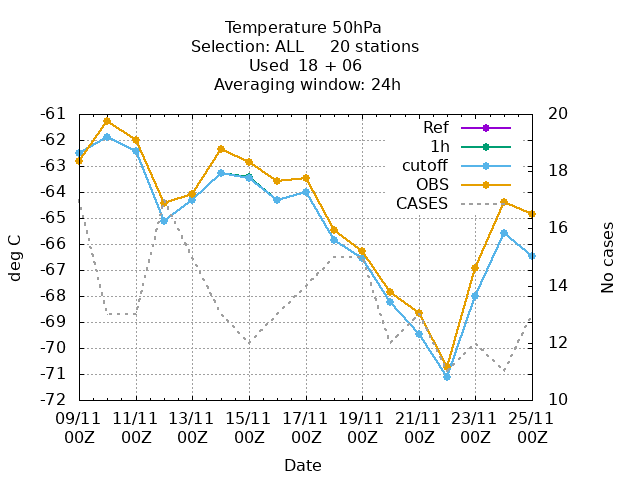 Temperature 50hPa
Selection: ALL 20 stations
Used 18 + 06
Averaging window: 24h
-61
-62
-63
-64
-65
-66
-67
-68
-69
-70
-71
-72
deg C
20
18
16
14
12
10
No cases
Ref
1h
cutoff
OBS
CASES
09/11 11/11 13/11 15/11 17/11 19/11 21/11 23/11 25/11
00Z 00Z 00Z 00Z 00Z 00Z 00Z 00Z 00Z
Date